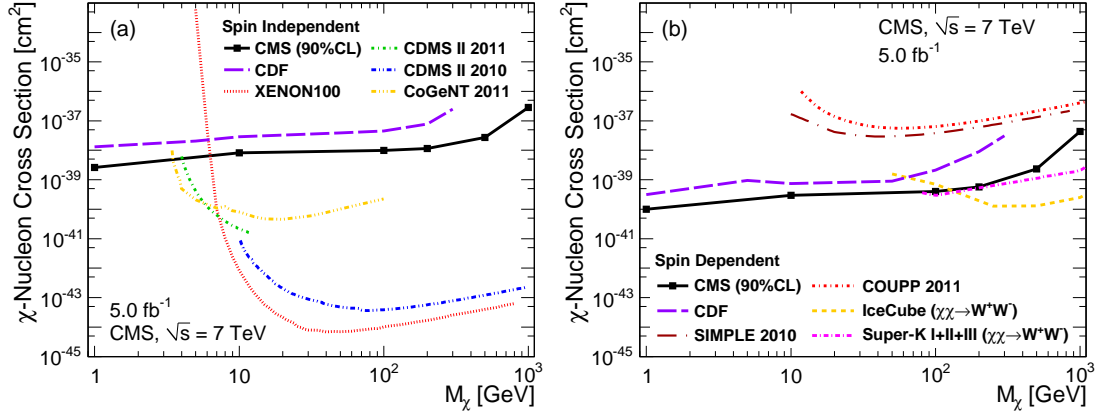 χ-Nucleon Cross Section [cm²]
10⁻³⁵
10⁻³⁷
10⁻³⁹
10⁻⁴¹
10⁻⁴³
10⁻⁴⁵
(a)
Spin Independent
CMS (90%CL)
CDF
XENON100
CDMS II 2011
CDMS II 2010
CoGeNT 2011
5.0 fb⁻¹
CMS, √s = 7 TeV
1 10 10² 10³
Mχ [GeV]
χ-Nucleon Cross Section [cm²]
10⁻³⁵
10⁻³⁷
10⁻³⁹
10⁻⁴¹
10⁻⁴³
10⁻⁴⁵
(b)
CMS, √s = 7 TeV
5.0 fb⁻¹
Spin Dependent
CMS (90%CL)
CDF
SIMPLE 2010
COUPP 2011
IceCube (χχ→W⁺W⁻)
Super-K I+II+III (χχ→W⁺W⁻)
1 10 10² 10³
Mχ [GeV]